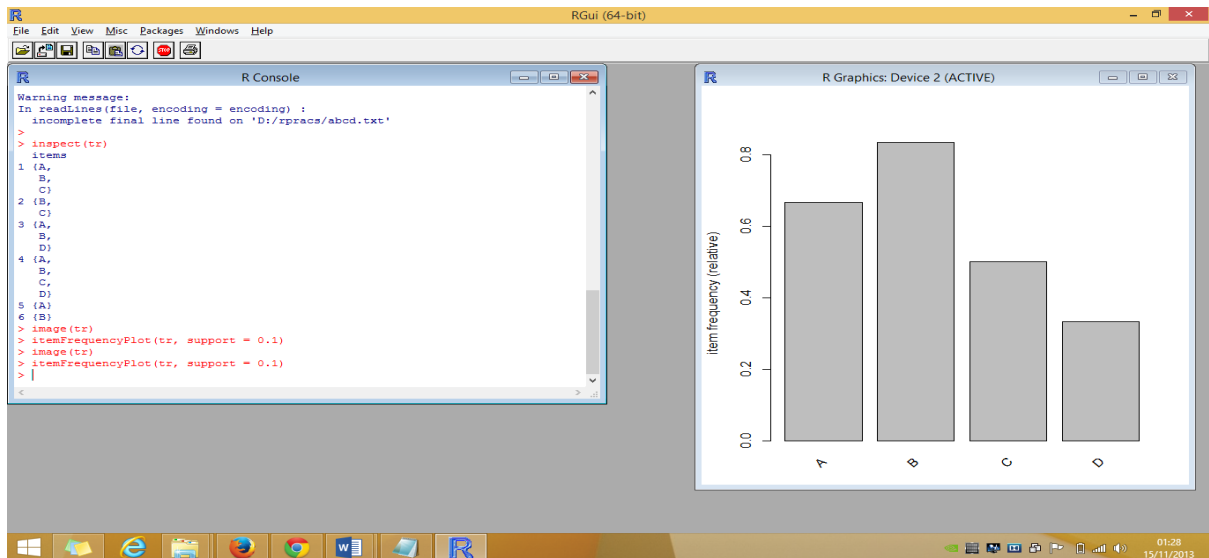 RGui (64-bit)
File Edit View Misc Packages Windows Help
STOP
R Console
Warning message:
In readLines(file, encoding = encoding) :
incomplete final line found on 'D:/rpracs/abcd.txt'
>
> inspect(tr)
items
1 {A,
B,
C}
2 {B,
C}
3 {A,
B,
D}
4 {A,
B,
C,
D}
5 {A}
6 {B}
> image(tr)
> itemFrequencyPlot(tr, support = 0.1)
> image(tr)
> itemFrequencyPlot(tr, support = 0.1)
>
R Graphics: Device 2 (ACTIVE)
item frequency (relative)
0.8
0.6
0.4
0.2
0.0
A B C D
01:28
15/11/2013